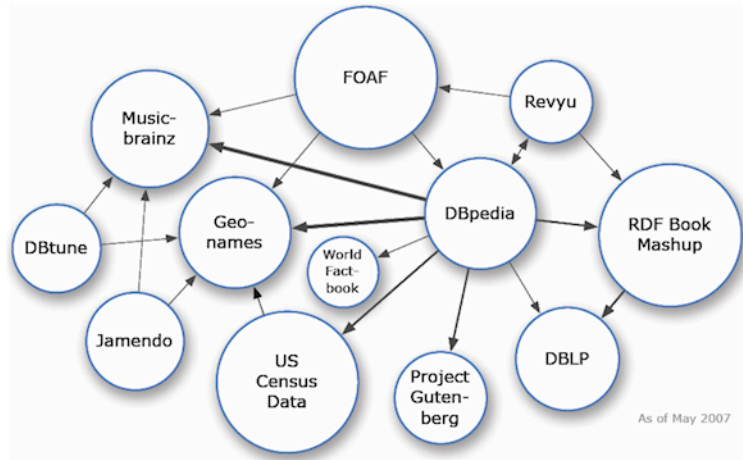 FOAF
Music-
brainz
Revyu
DBpedia
RDF Book
Mashup
Geo-
names
DBtune
World
Fact-
book
Jamendo
US
Census
Data
Project
Guten-
berg
DBLP
As of May 2007